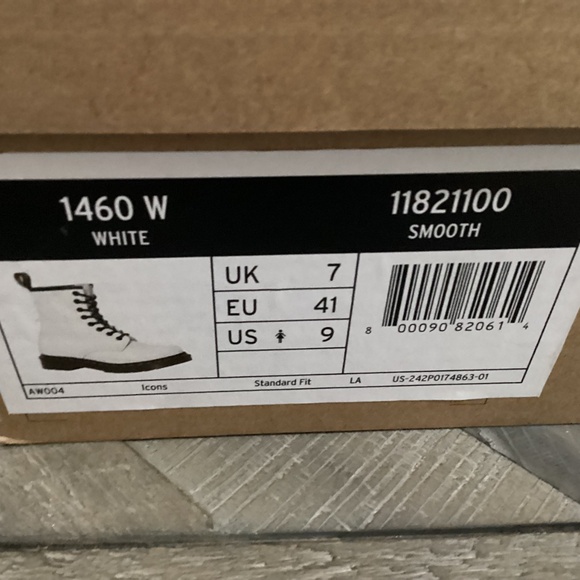 1460 W
WHITE
11821100
SMOOTH
UK 7
EU 41
US 9
8 00090 82061 4
AW004 Icons Standard Fit LA US-242P0174863-01